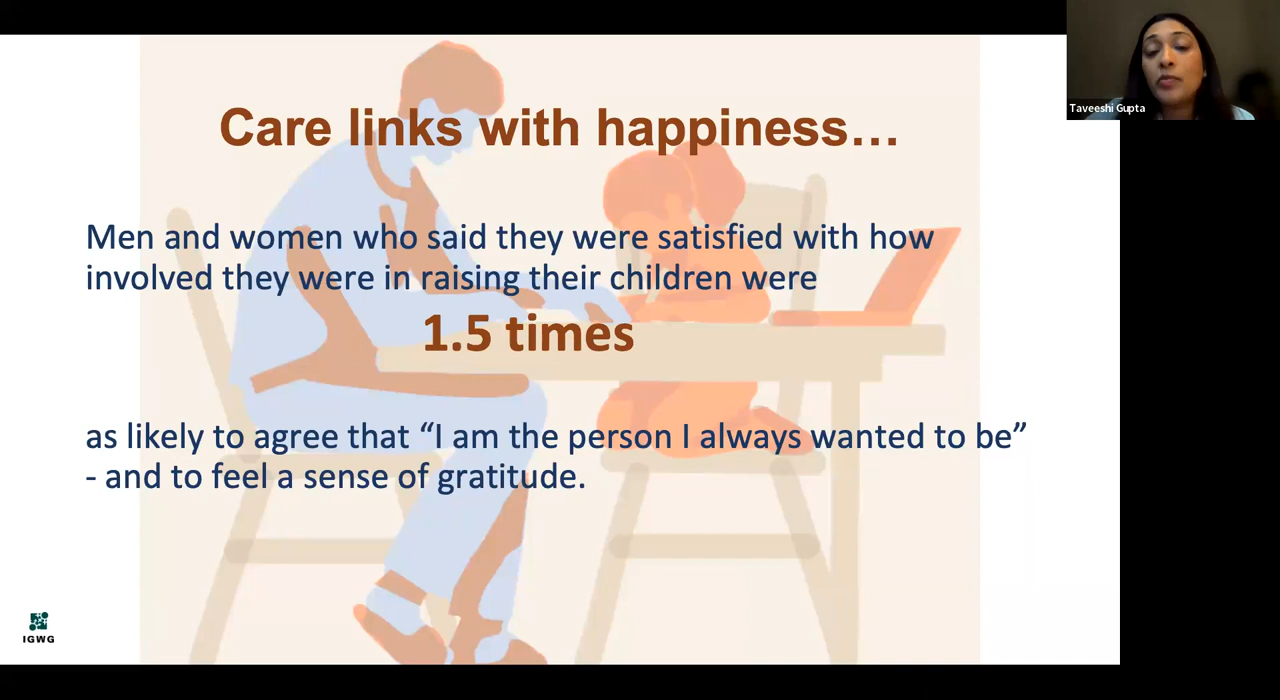 Taveeshi Gupta
Care links with happiness…
Men and women who said they were satisfied with how
involved they were in raising their children were
1.5 times
as likely to agree that “I am the person I always wanted to be”
- and to feel a sense of gratitude.
IGWG